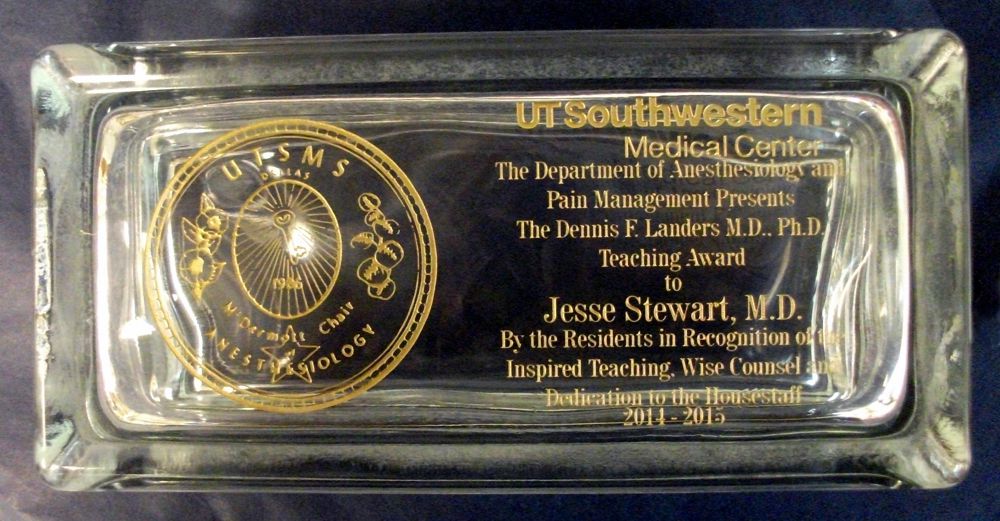 UTSMS
DALLAS
1986
McDermott Chair
ANESTHESIOLOGY
UT Southwestern
Medical Center
The Department of Anesthesiology and
Pain Management Presents
The Dennis F. Landers M.D., Ph.D.
Teaching Award
to
Jesse Stewart, M.D.
By the Residents in Recognition of the
Inspired Teaching, Wise Counsel and
Dedication to the Housestaff
2014 - 2015